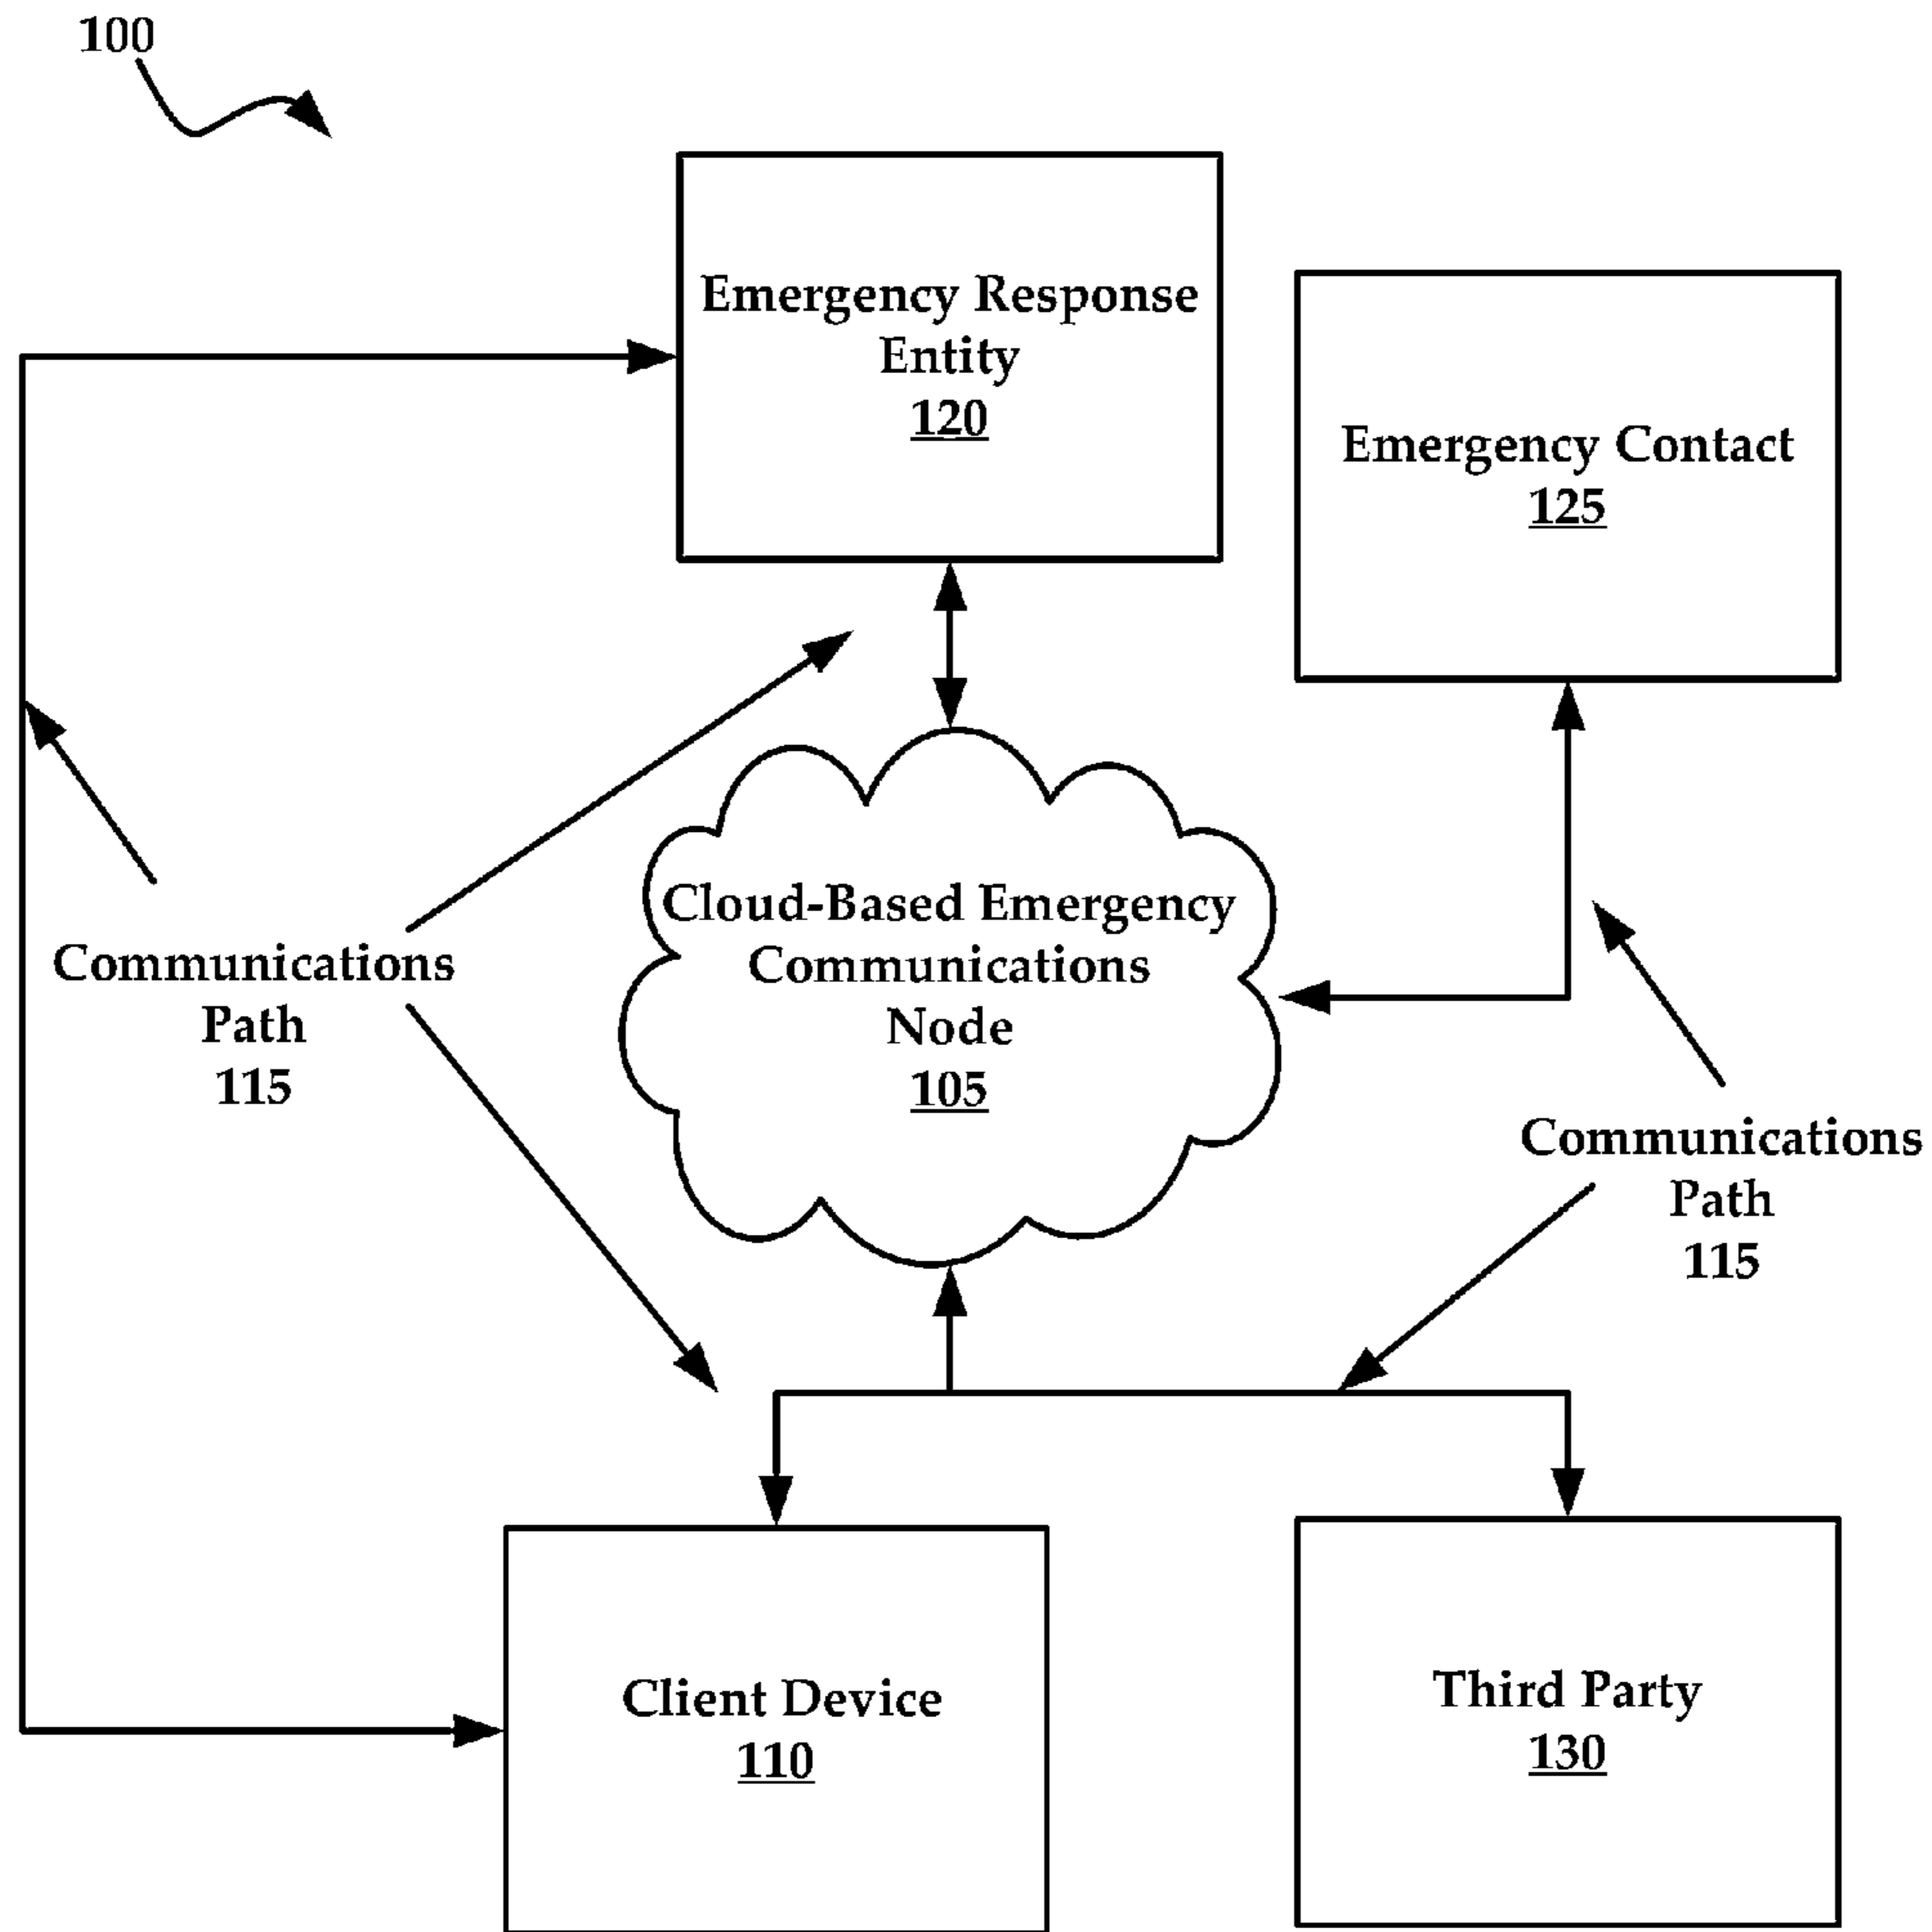 100
Emergency Response
Entity
120
Emergency Contact
125
Cloud-Based Emergency
Communications
Node
105
Communications
Path
115
Communications
Path
115
Client Device
110
Third Party
130